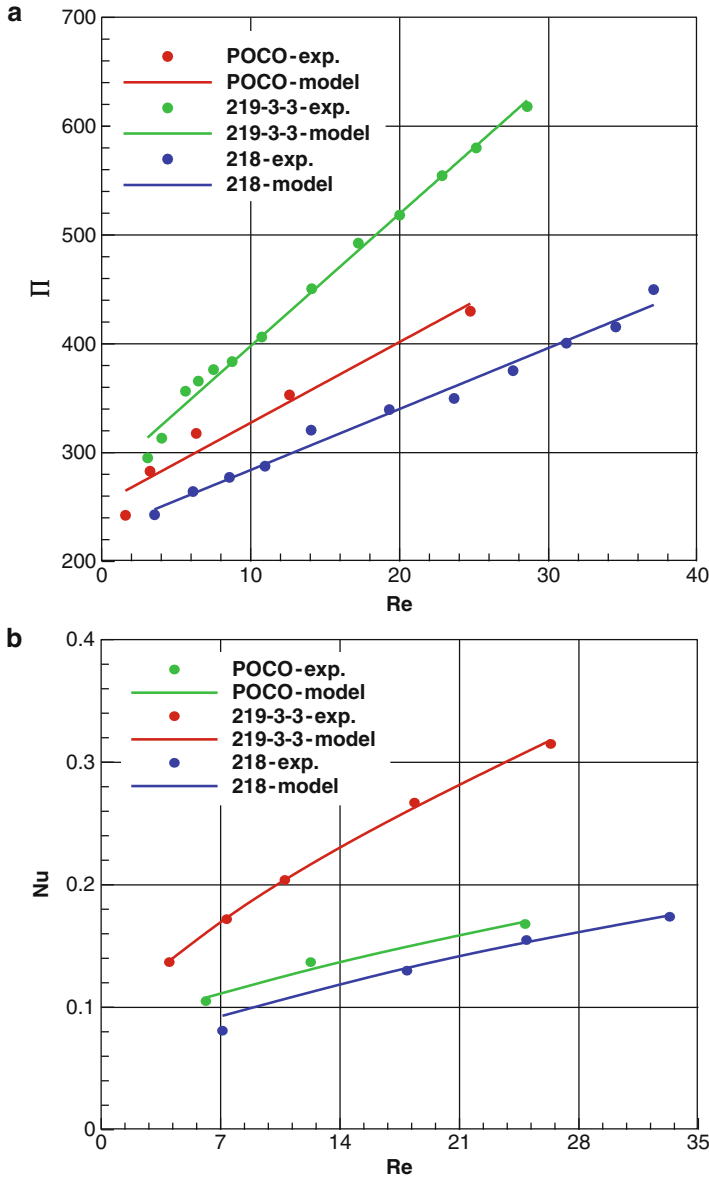 a
700
600
500
400
300
200
Π
POCO-exp.
POCO-model
219-3-3-exp.
219-3-3-model
218-exp.
218-model
0 10 20 30 40
Re
b
0.4
0.3
0.2
0.1
0
Nu
POCO-exp.
POCO-model
219-3-3-exp.
219-3-3-model
218-exp.
218-model
0 7 14 21 28 35
Re